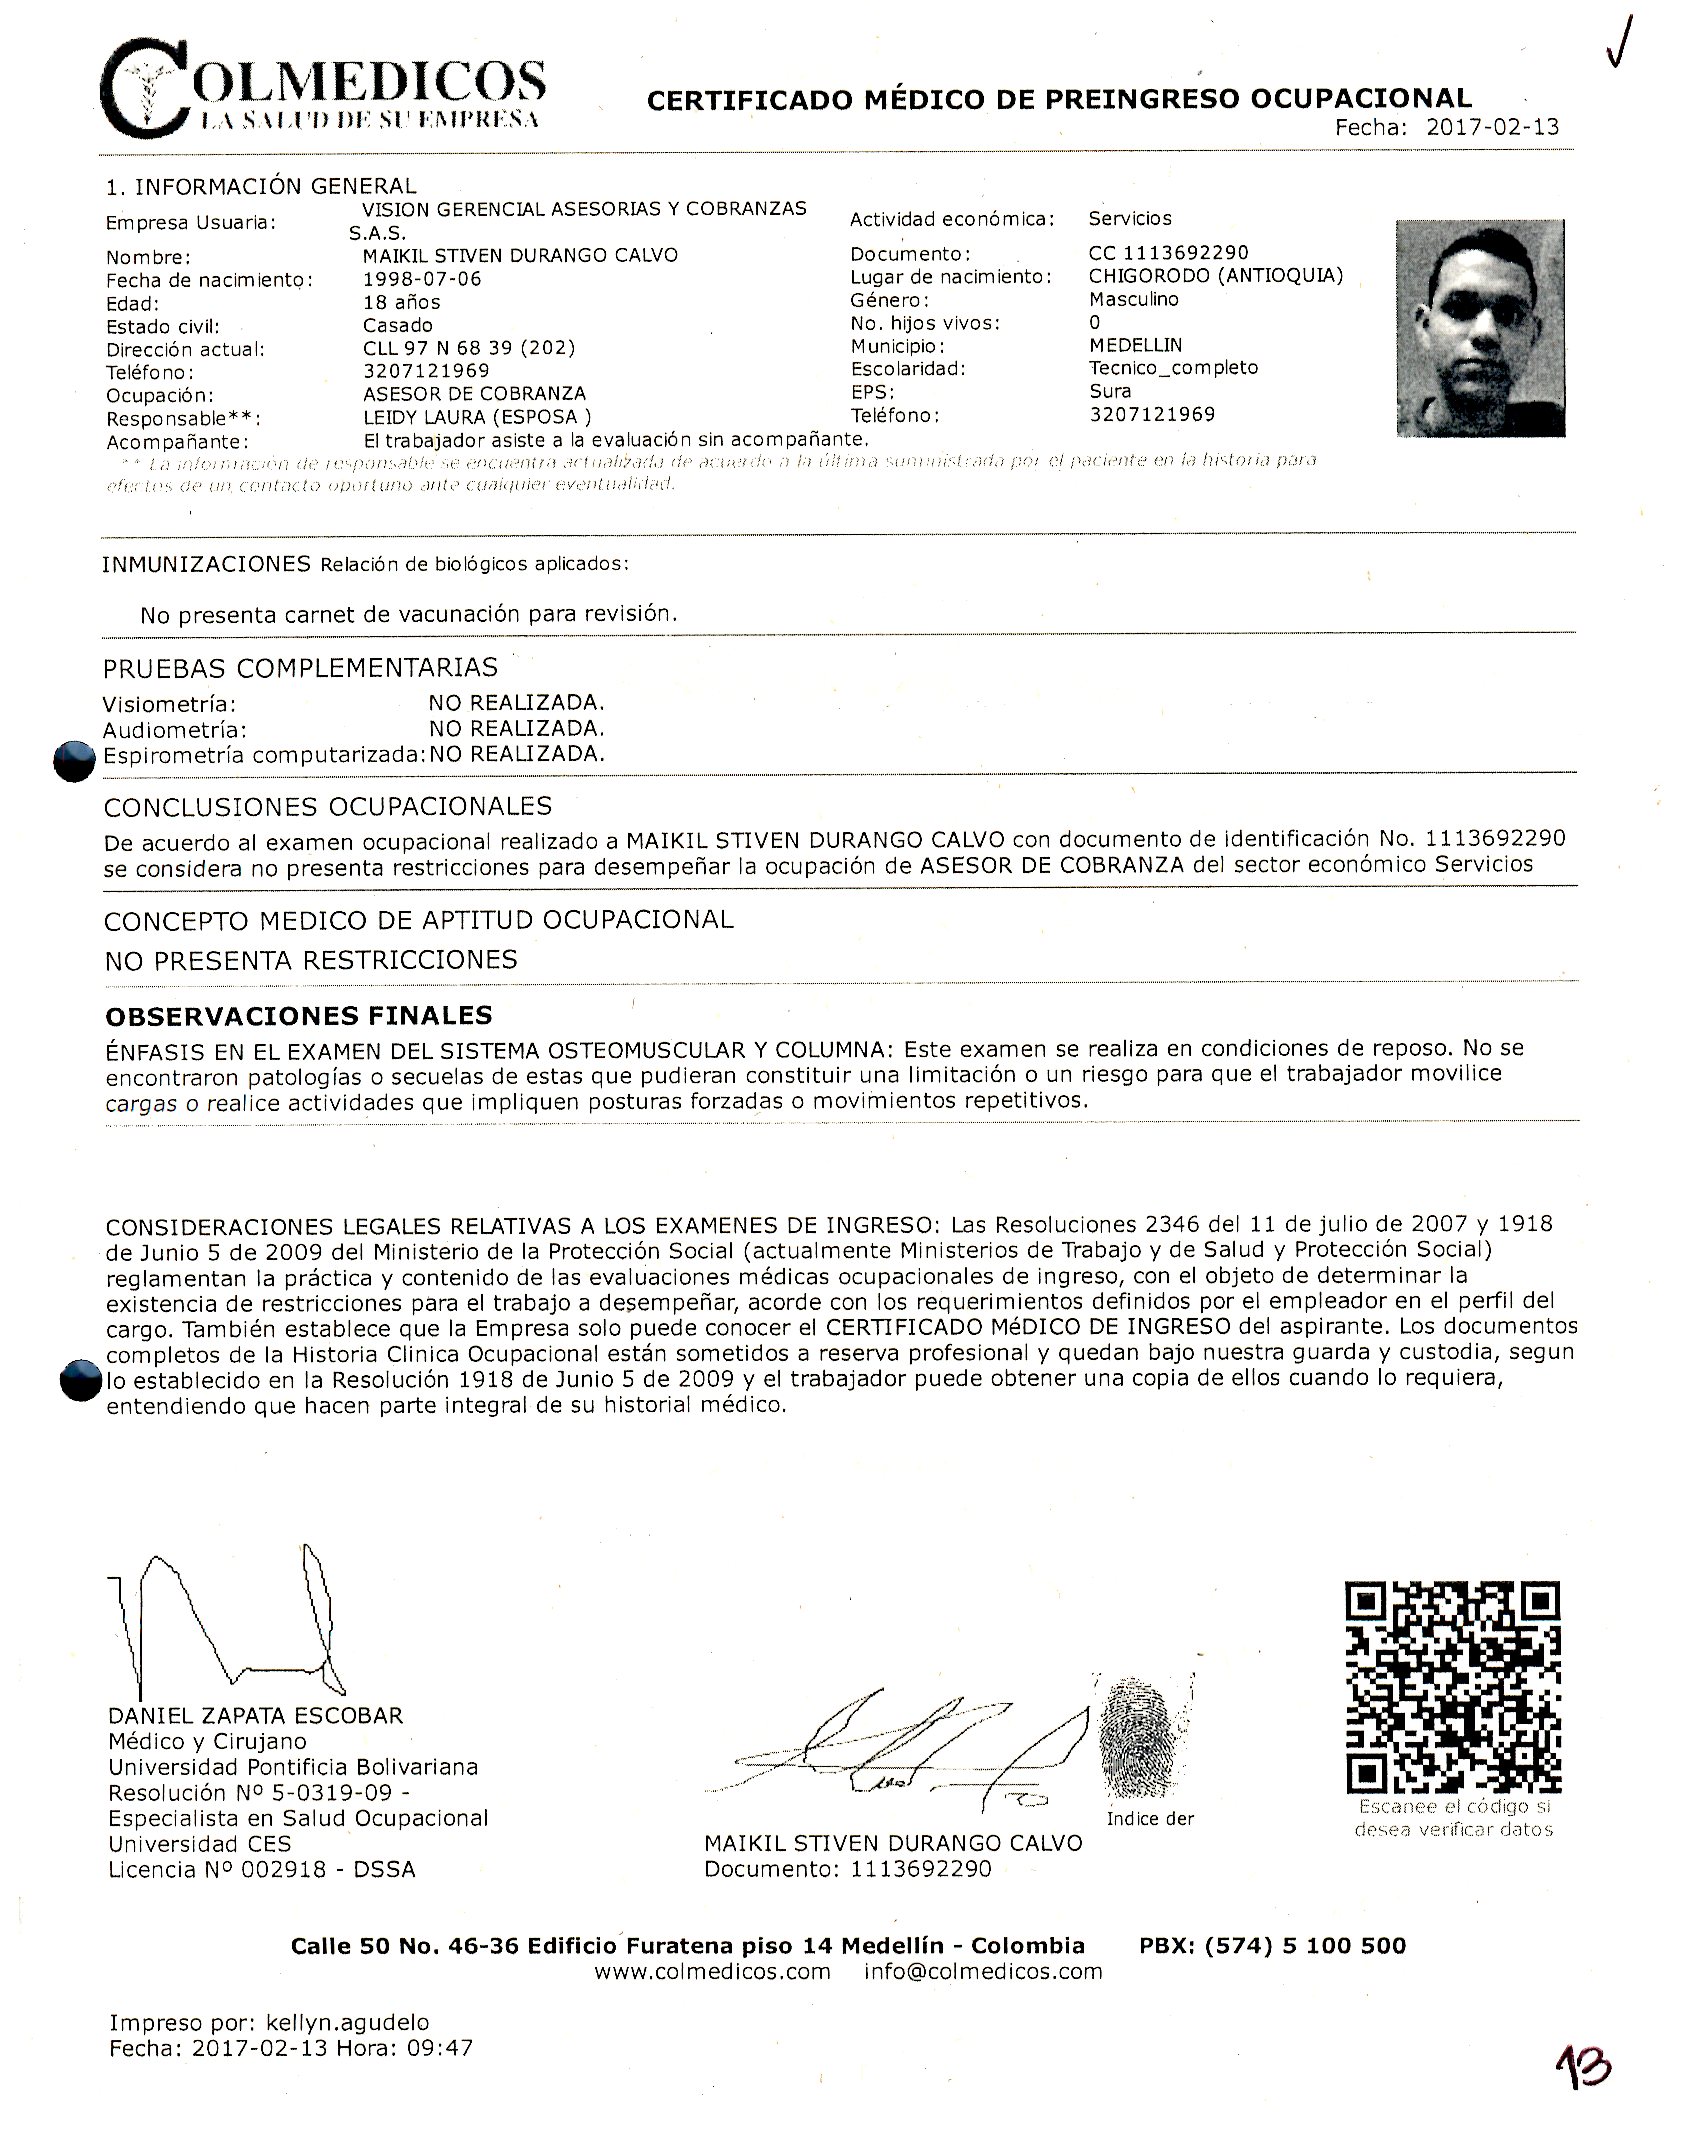 COLMEDICOS
LA SALUD DE SU EMPRESA
CERTIFICADO MÉDICO DE PREINGRESO OCUPACIONAL
Fecha: 2017-02-13
1. INFORMACIÓN GENERAL
Empresa Usuaria: VISION GERENCIAL ASESORIAS Y COBRANZAS S.A.S. Actividad económica: Servicios
Nombre: MAIKIL STIVEN DURANGO CALVO Documento: CC 1113692290
Fecha de nacimiento: 1998-07-06 Lugar de nacimiento: CHIGORODO (ANTIOQUIA)
Edad: 18 años Género: Masculino
Estado civil: Casado No. hijos vivos: 0
Dirección actual: CLL 97 N 68 39 (202) Municipio: MEDELLIN
Teléfono: 3207121969 Escolaridad: Tecnico_completo
Ocupación: ASESOR DE COBRANZA EPS: Sura
Responsable**: LEIDY LAURA (ESPOSA ) Teléfono: 3207121969
Acompañante: El trabajador asiste a la evaluación sin acompañante.
** La información de responsable se encuentra actualizada de acuerdo a la última suministrada por el paciente en la historia para
efectos de un contacto oportuno ante cualquier eventualidad.
INMUNIZACIONES Relación de biológicos aplicados:
No presenta carnet de vacunación para revisión.
PRUEBAS COMPLEMENTARIAS
Visiometría: NO REALIZADA.
Audiometría: NO REALIZADA.
Espirometría computarizada: NO REALIZADA.
CONCLUSIONES OCUPACIONALES
De acuerdo al examen ocupacional realizado a MAIKIL STIVEN DURANGO CALVO con documento de identificación No. 1113692290
se considera no presenta restricciones para desempeñar la ocupación de ASESOR DE COBRANZA del sector económico Servicios
CONCEPTO MEDICO DE APTITUD OCUPACIONAL
NO PRESENTA RESTRICCIONES
OBSERVACIONES FINALES
ÉNFASIS EN EL EXAMEN DEL SISTEMA OSTEOMUSCULAR Y COLUMNA: Este examen se realiza en condiciones de reposo. No se
encontraron patologías o secuelas de estas que pudieran constituir una limitación o un riesgo para que el trabajador movilice
cargas o realice actividades que impliquen posturas forzadas o movimientos repetitivos.
CONSIDERACIONES LEGALES RELATIVAS A LOS EXAMENES DE INGRESO: Las Resoluciones 2346 del 11 de julio de 2007 y 1918
de Junio 5 de 2009 del Ministerio de la Protección Social (actualmente Ministerios de Trabajo y de Salud y Protección Social)
reglamentan la práctica y contenido de las evaluaciones médicas ocupacionales de ingreso, con el objeto de determinar la
existencia de restricciones para el trabajo a desempeñar, acorde con los requerimientos definidos por el empleador en el perfil del
cargo. También establece que la Empresa solo puede conocer el CERTIFICADO MéDICO DE INGRESO del aspirante. Los documentos
completos de la Historia Clinica Ocupacional están sometidos a reserva profesional y quedan bajo nuestra guarda y custodia, segun
lo establecido en la Resolución 1918 de Junio 5 de 2009 y el trabajador puede obtener una copia de ellos cuando lo requiera,
entendiendo que hacen parte integral de su historial médico.
DANIEL ZAPATA ESCOBAR
Médico y Cirujano
Universidad Pontificia Bolivariana
Resolución Nº 5-0319-09 -
Especialista en Salud Ocupacional
Universidad CES
Licencia Nº 002918 - DSSA
Indice der
MAIKIL STIVEN DURANGO CALVO
Documento: 1113692290
Escanee el código si
desea verificar datos
Calle 50 No. 46-36 Edificio Furatena piso 14 Medellín - Colombia PBX: (574) 5 100 500
www.colmedicos.com info@colmedicos.com
Impreso por: kellyn.agudelo
Fecha: 2017-02-13 Hora: 09:47
13